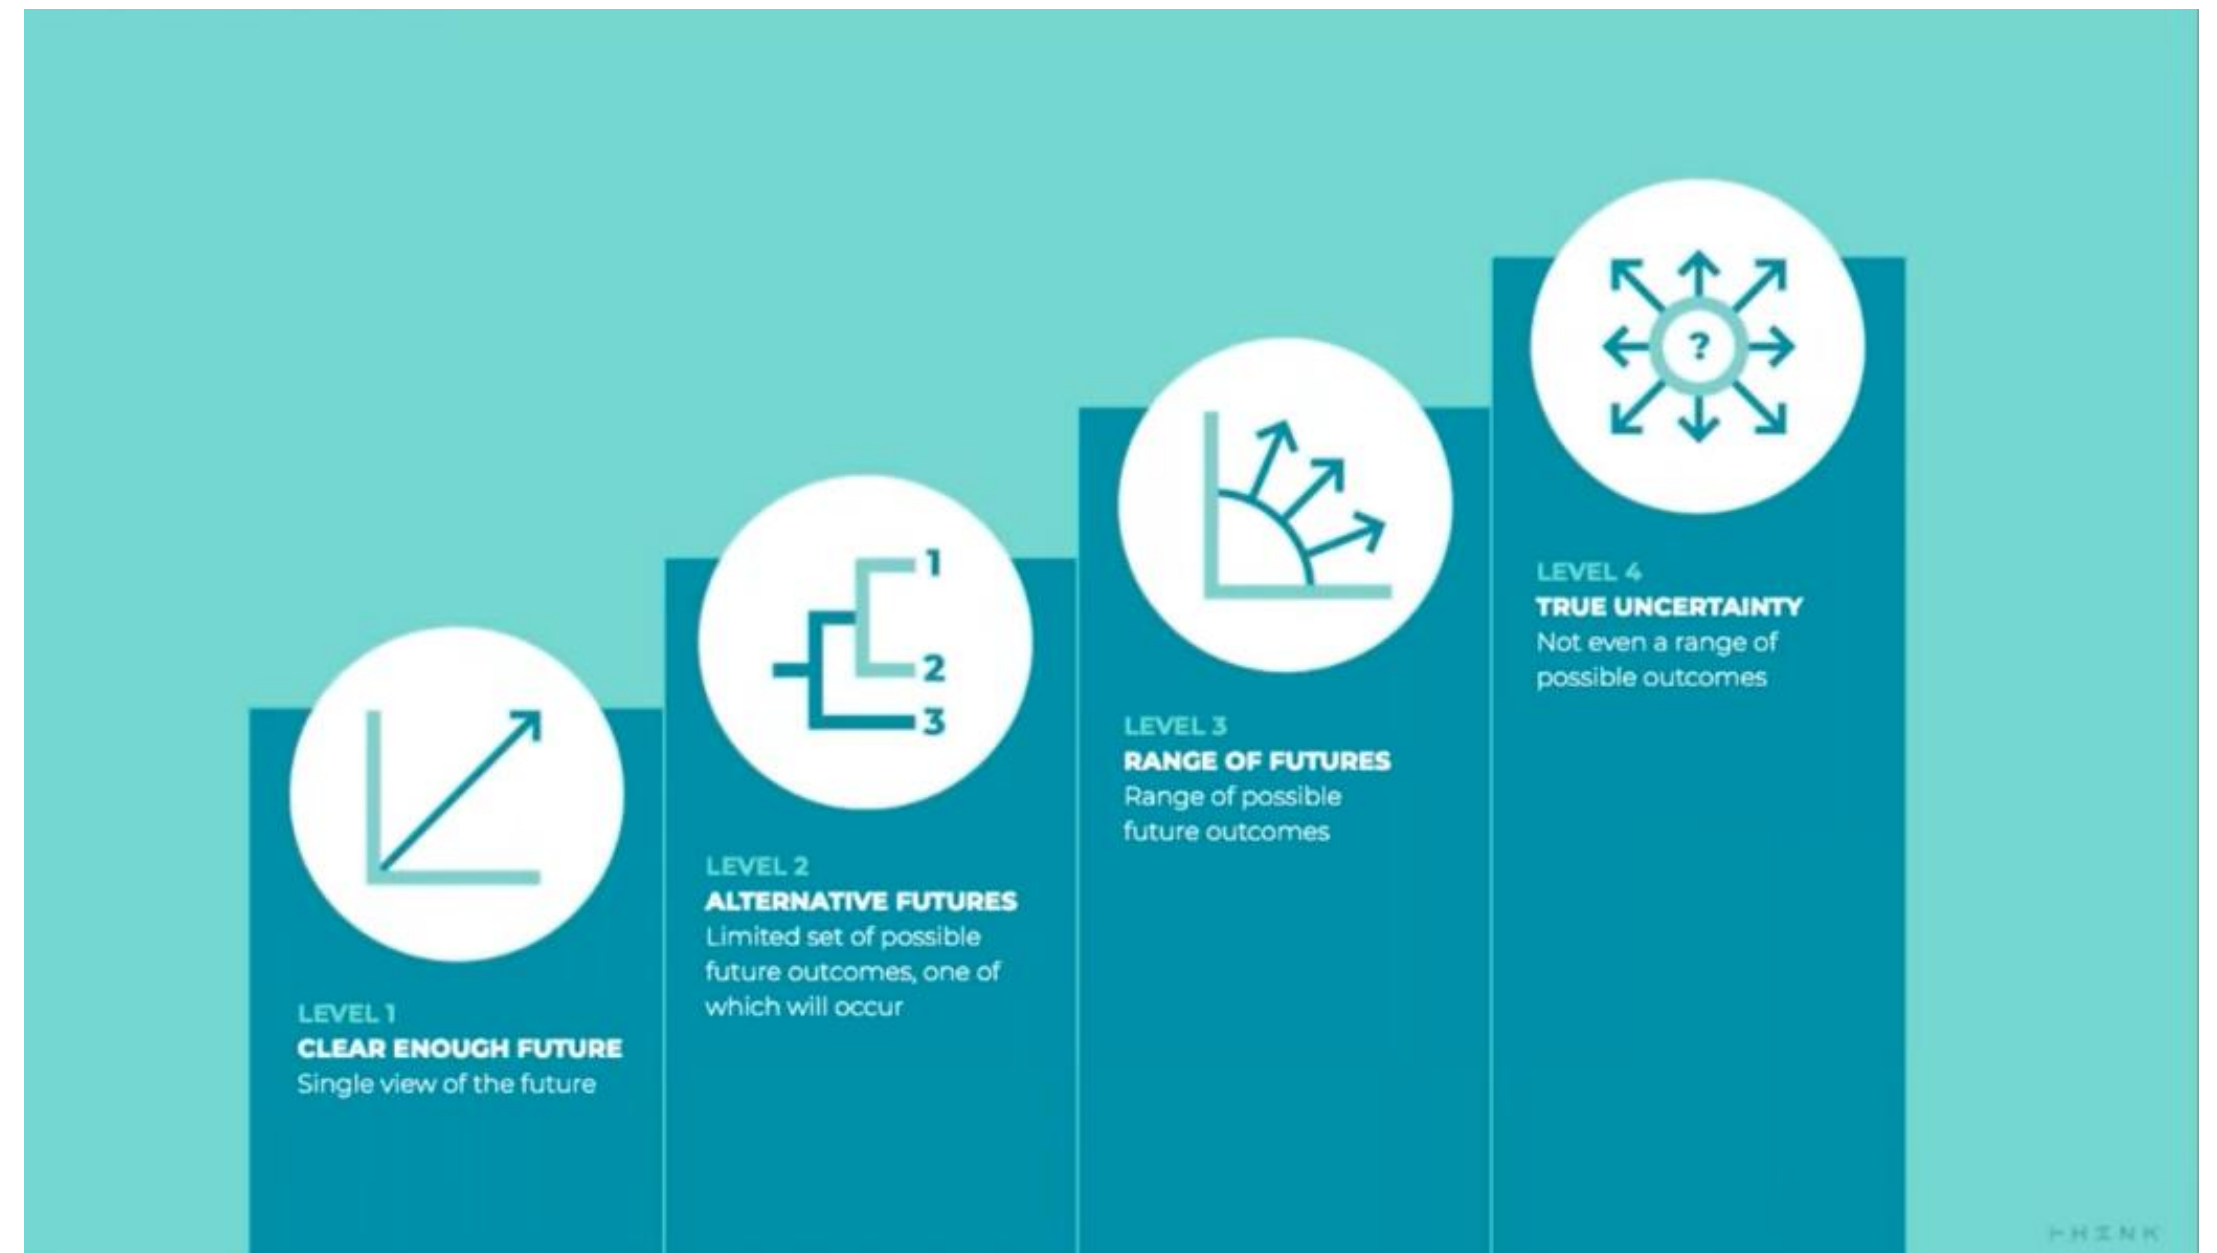 LEVEL 1
CLEAR ENOUGH FUTURE
Single view of the future
1
2
3
LEVEL 2
ALTERNATIVE FUTURES
Limited set of possible
future outcomes, one of
which will occur
LEVEL 3
RANGE OF FUTURES
Range of possible
future outcomes
?
LEVEL 4
TRUE UNCERTAINTY
Not even a range of
possible outcomes
THINK